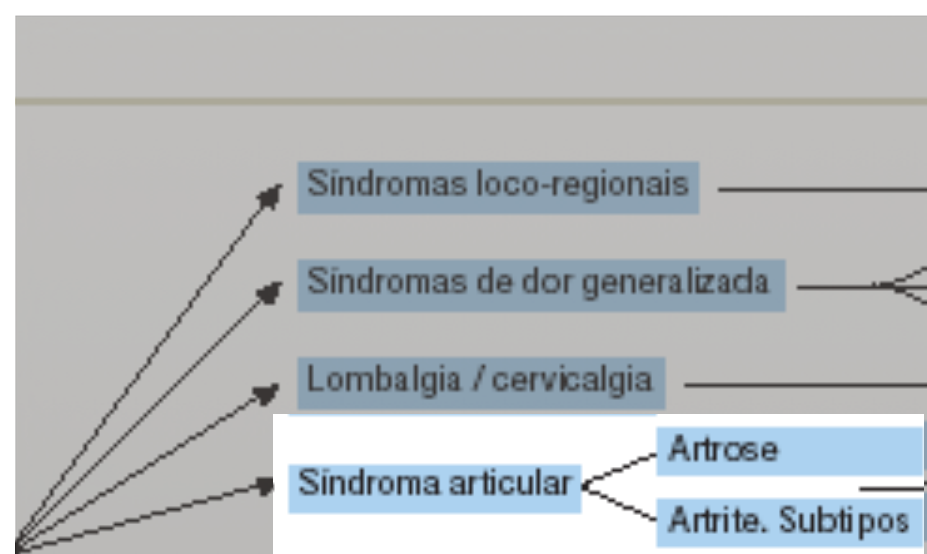 Síndromas loco-regionais
Síndromas de dor generalizada
Lombalgia / cervicalgia
Síndroma articular
Artrose
Artrite. Subtipos